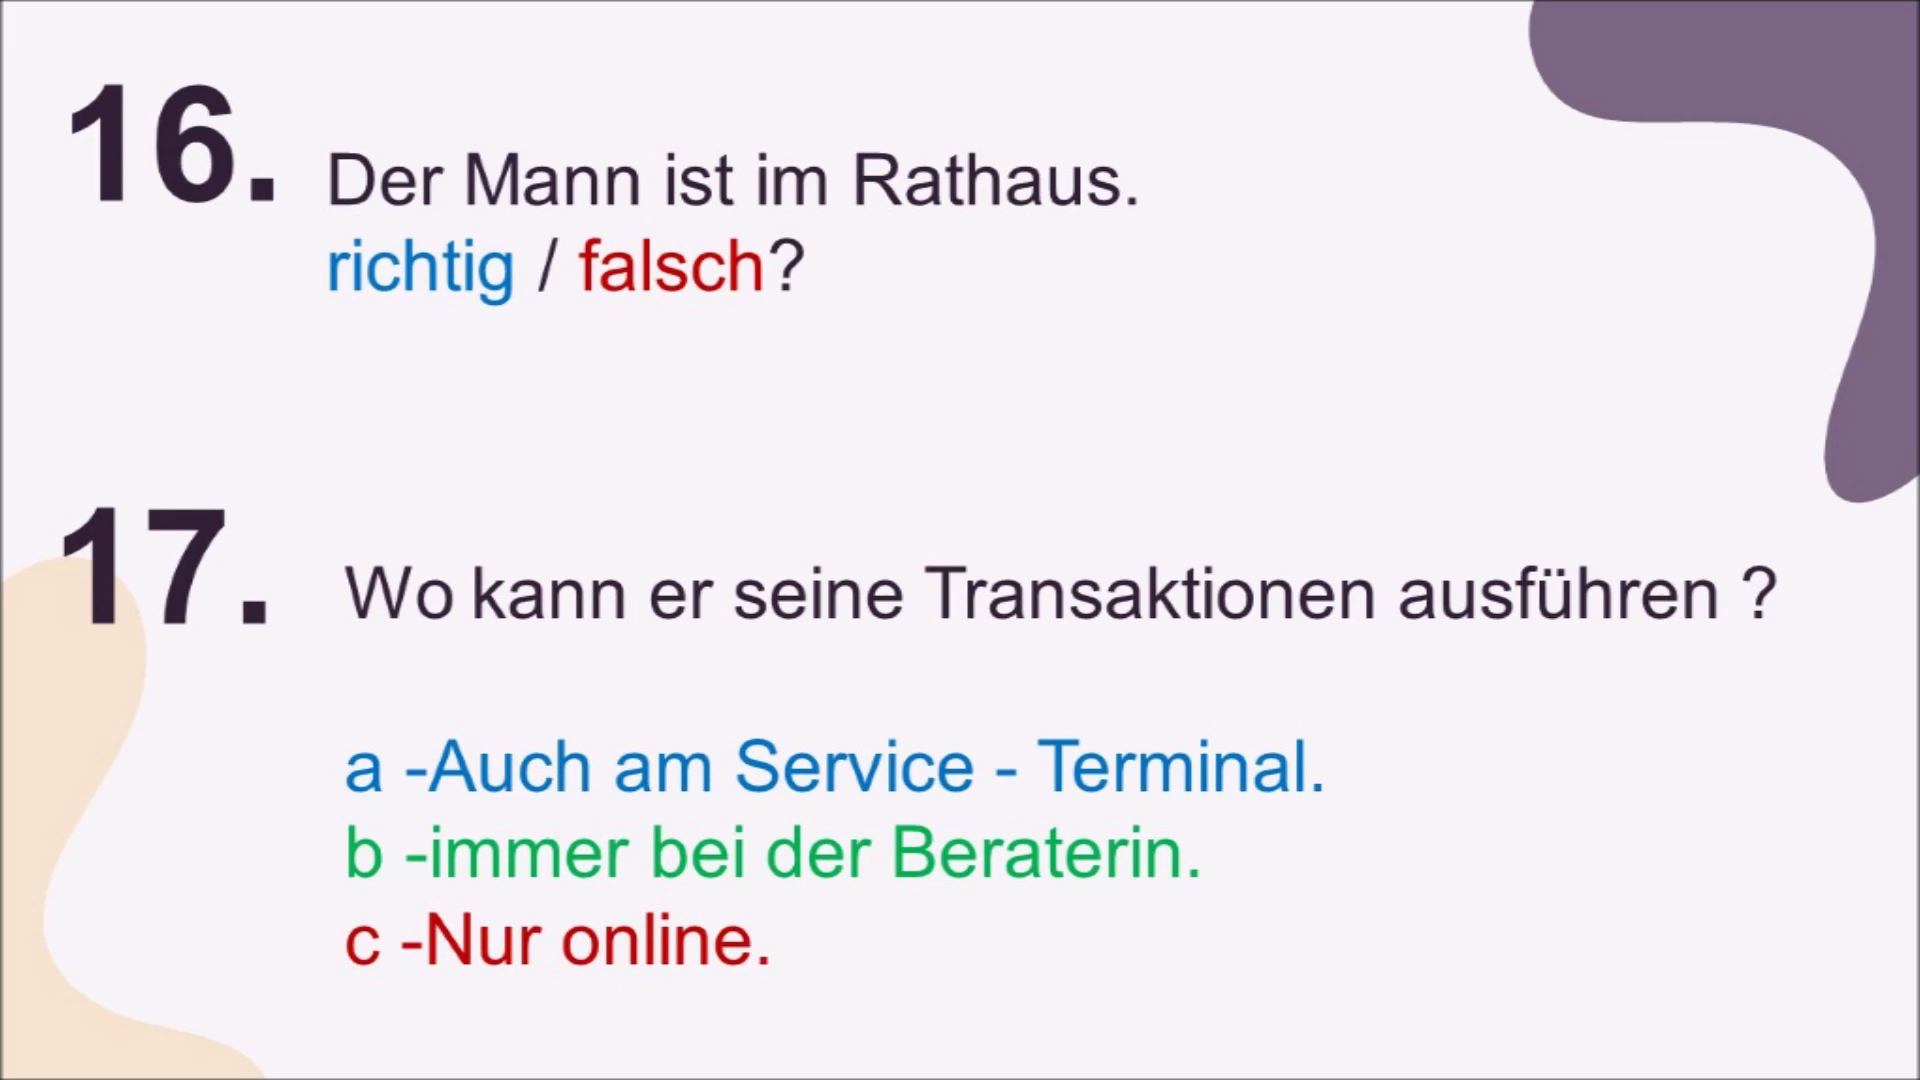 16. Der Mann ist im Rathaus.
richtig / falsch?
17. Wo kann er seine Transaktionen ausführen ?
a -Auch am Service - Terminal.
b -immer bei der Beraterin.
c -Nur online.